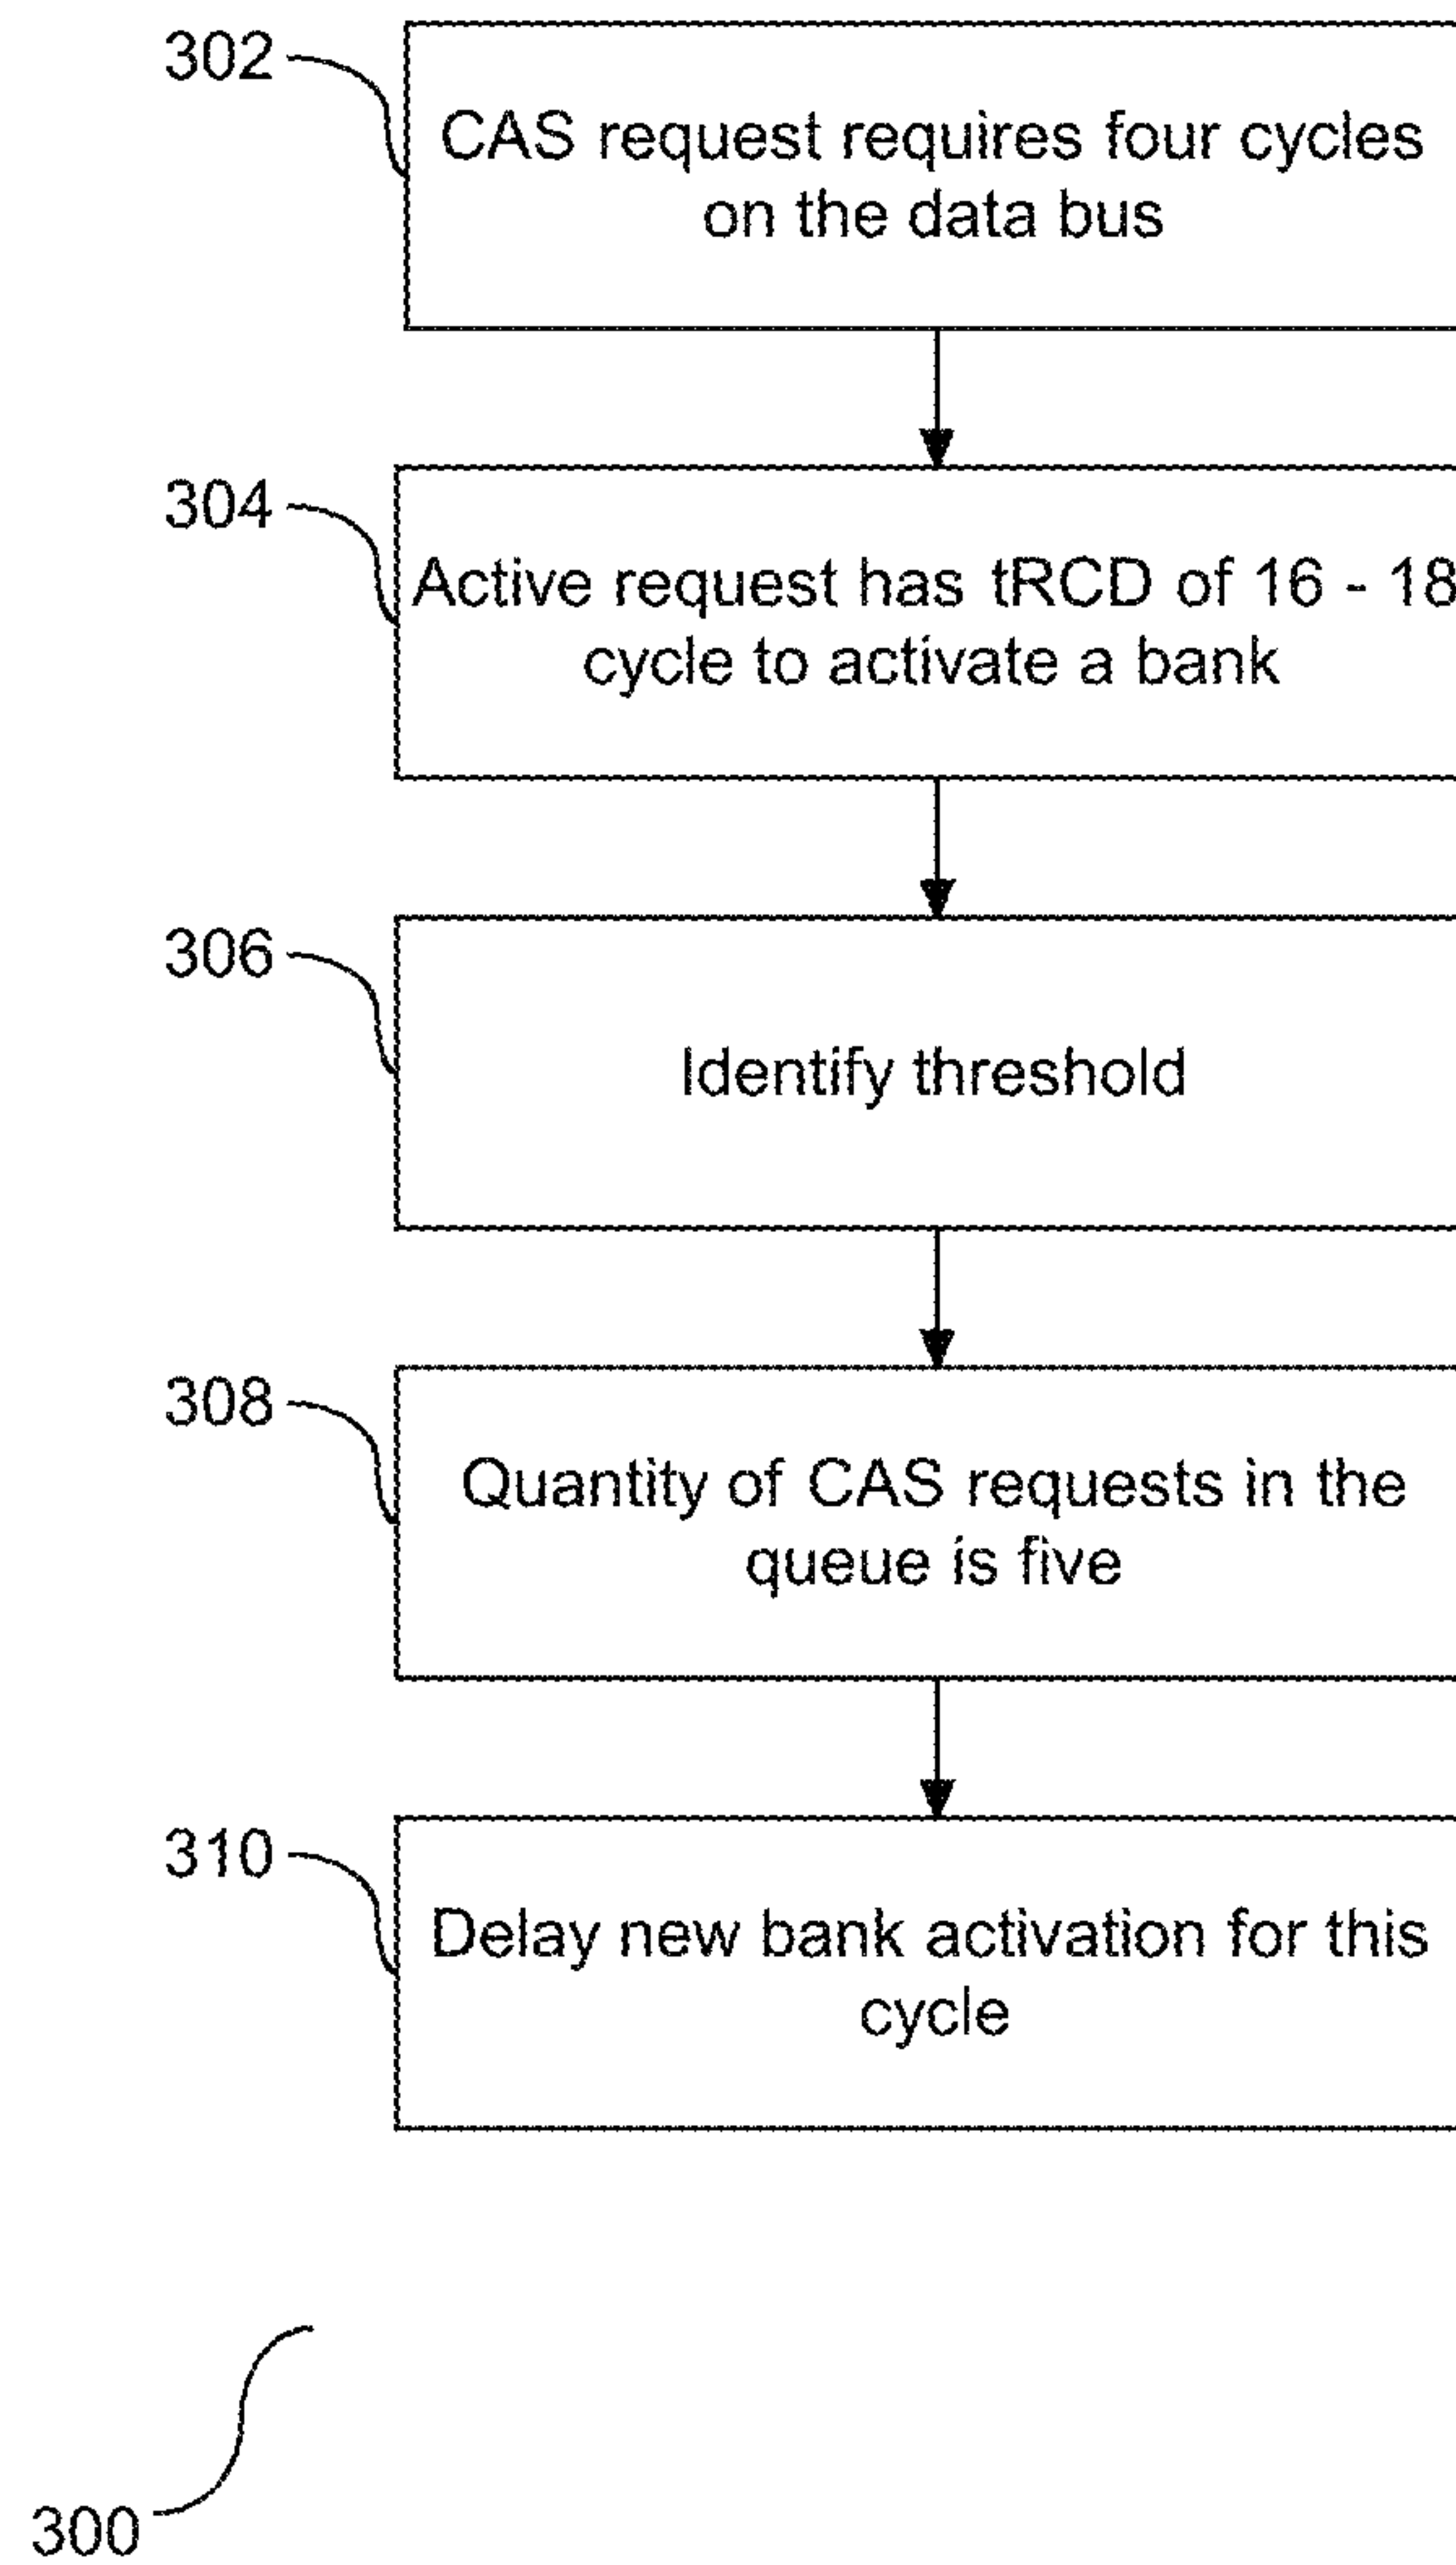 302
CAS request requires four cycles
on the data bus
304
Active request has tRCD of 16 - 18
cycle to activate a bank
306
Identify threshold
308
Quantity of CAS requests in the
queue is five
310
Delay new bank activation for this
cycle
300